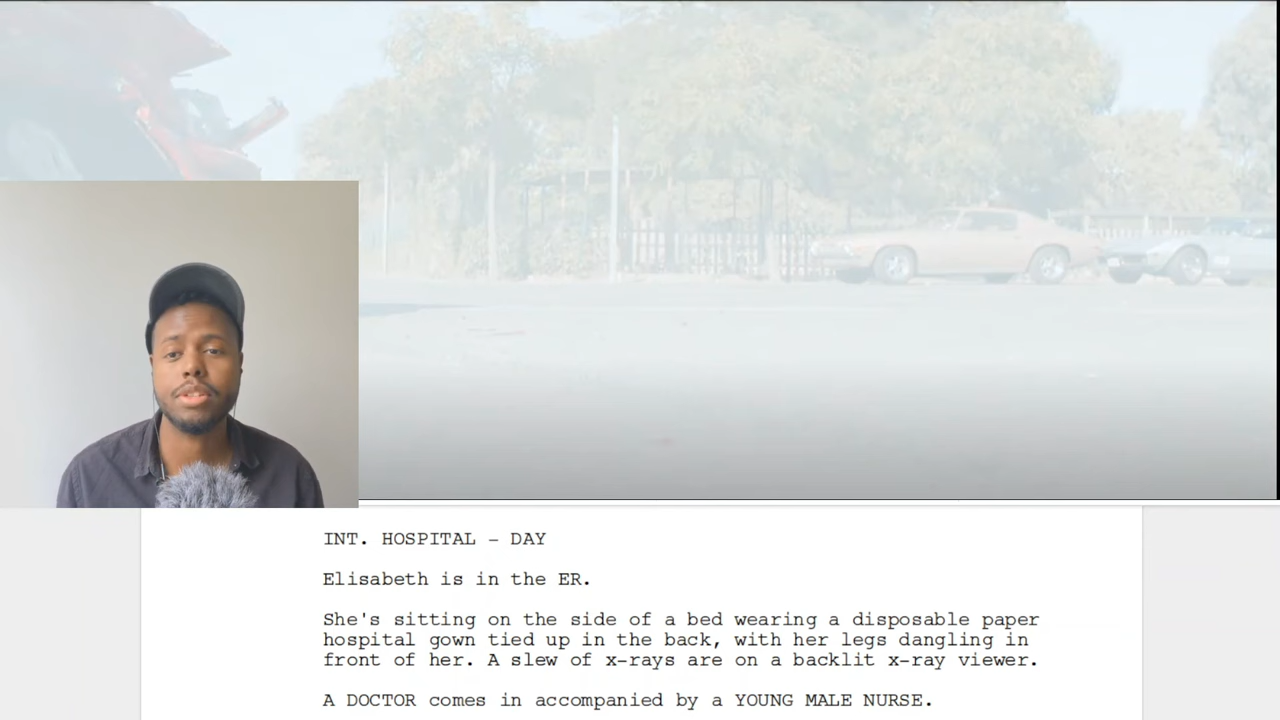 INT. HOSPITAL – DAY
Elisabeth is in the ER.
She's sitting on the side of a bed wearing a disposable paper
hospital gown tied up in the back, with her legs dangling in
front of her. A slew of x-rays are on a backlit x-ray viewer.
A DOCTOR comes in accompanied by a YOUNG MALE NURSE.